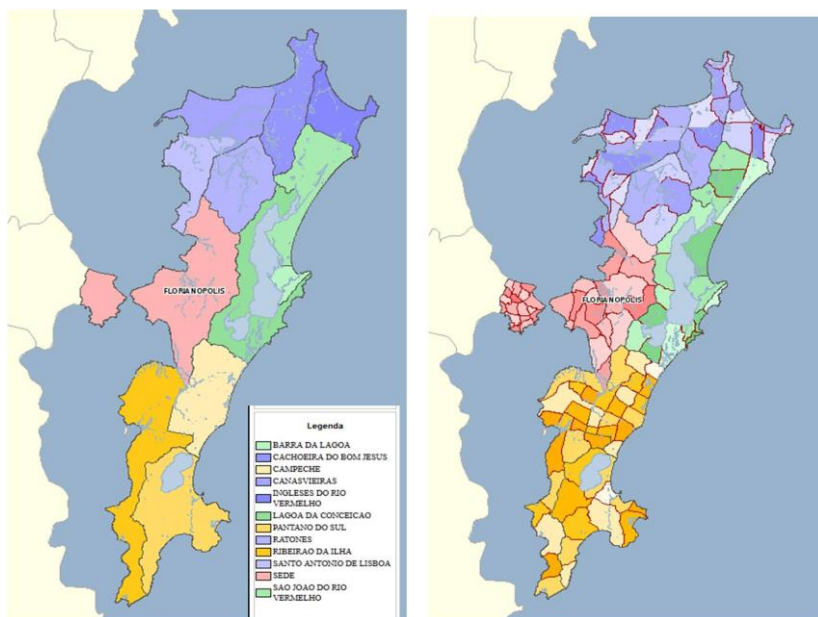 FLORIANOPOLIS
Legenda
BARRA DA LAGOA
CACHOEIRA DO BOM JESUS
CAMPECHE
CANASVIEIRAS
INGLESES DO RIO
VERMELHO
LAGOA DA CONCEICAO
PANTANO DO SUL
RATONES
RIBEIRAO DA ILHA
SANTO ANTONIO DE LISBOA
SEDE
SAO JOAO DO RIO
VERMELHO
FLORIANOPOLIS